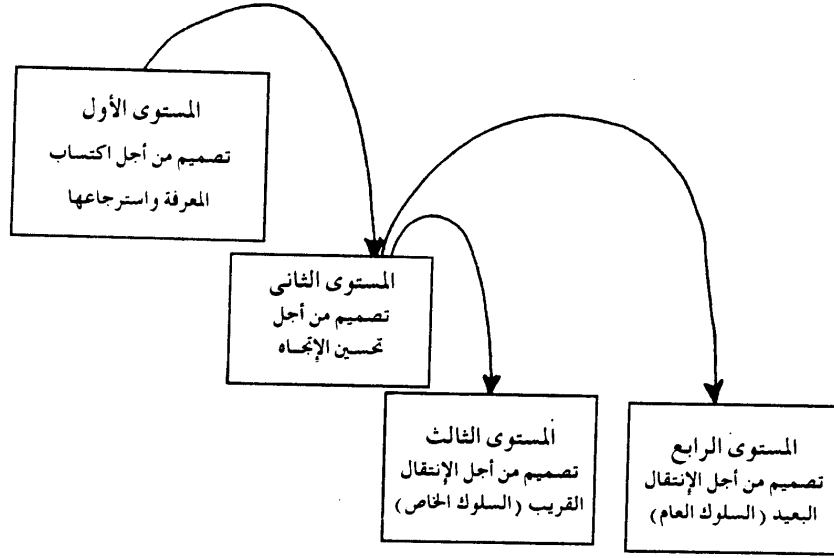 المستوى الأول
تصميم من أجل اكتساب
المعرفة واسترجاعها
المستوى الثانى
تصميم من أجل
تحسين الإتجـاه
المستوى الثالث
تصميم من أجل الإنتقال
القريب (السلوك الخاص)
المستوى الرابع
تصميم من أجل الإنتقال
البعيد (السلوك العام)